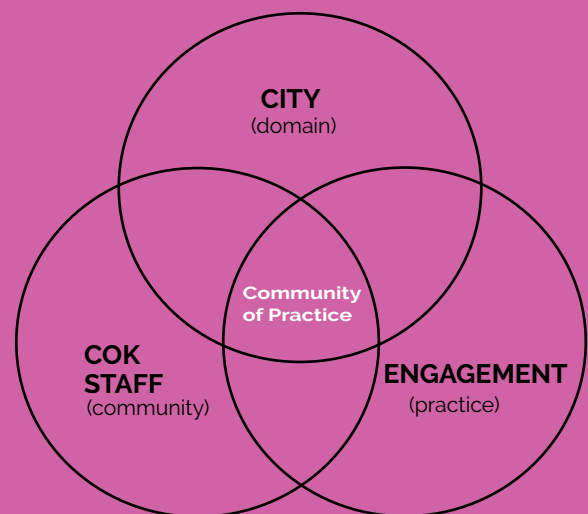 CITY
(domain)
Community
of Practice
COK
STAFF
(community)
ENGAGEMENT
(practice)